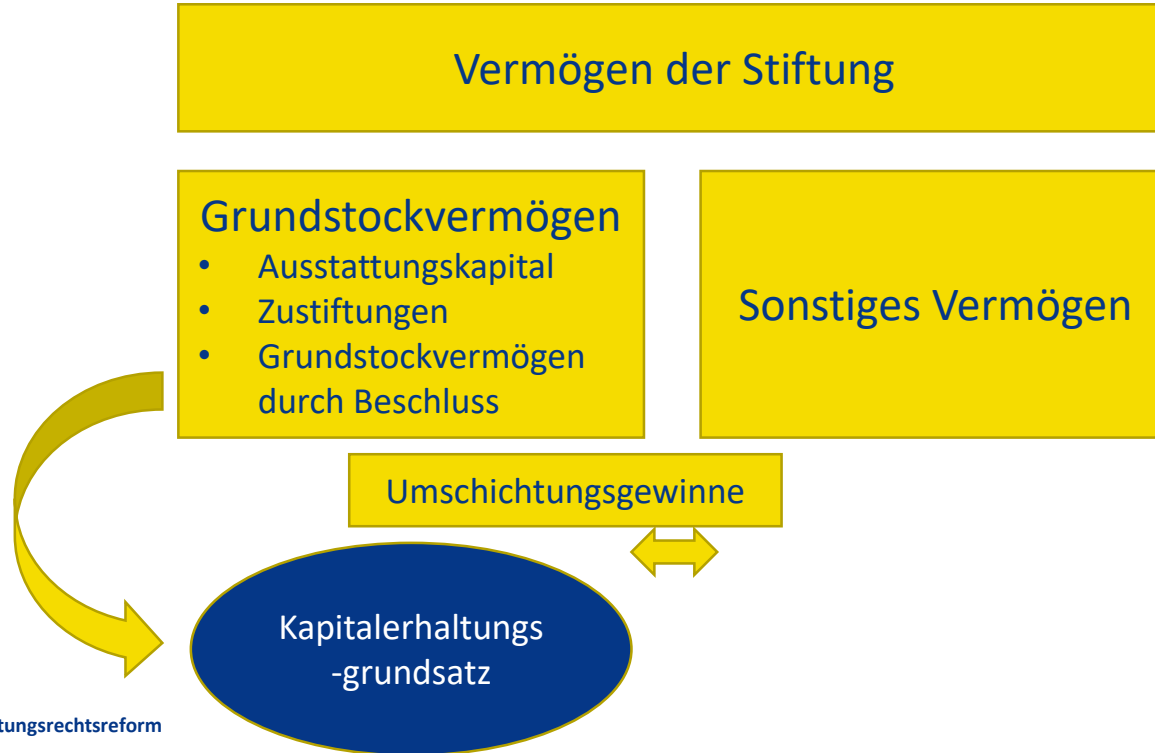 Vermögen der Stiftung
Grundstockvermögen
• Ausstattungskapital
• Zustiftungen
• Grundstockvermögen
durch Beschluss
Sonstiges Vermögen
Umschichtungsgewinne
Kapitalerhaltungs
-grundsatz
tungsrechtsreform